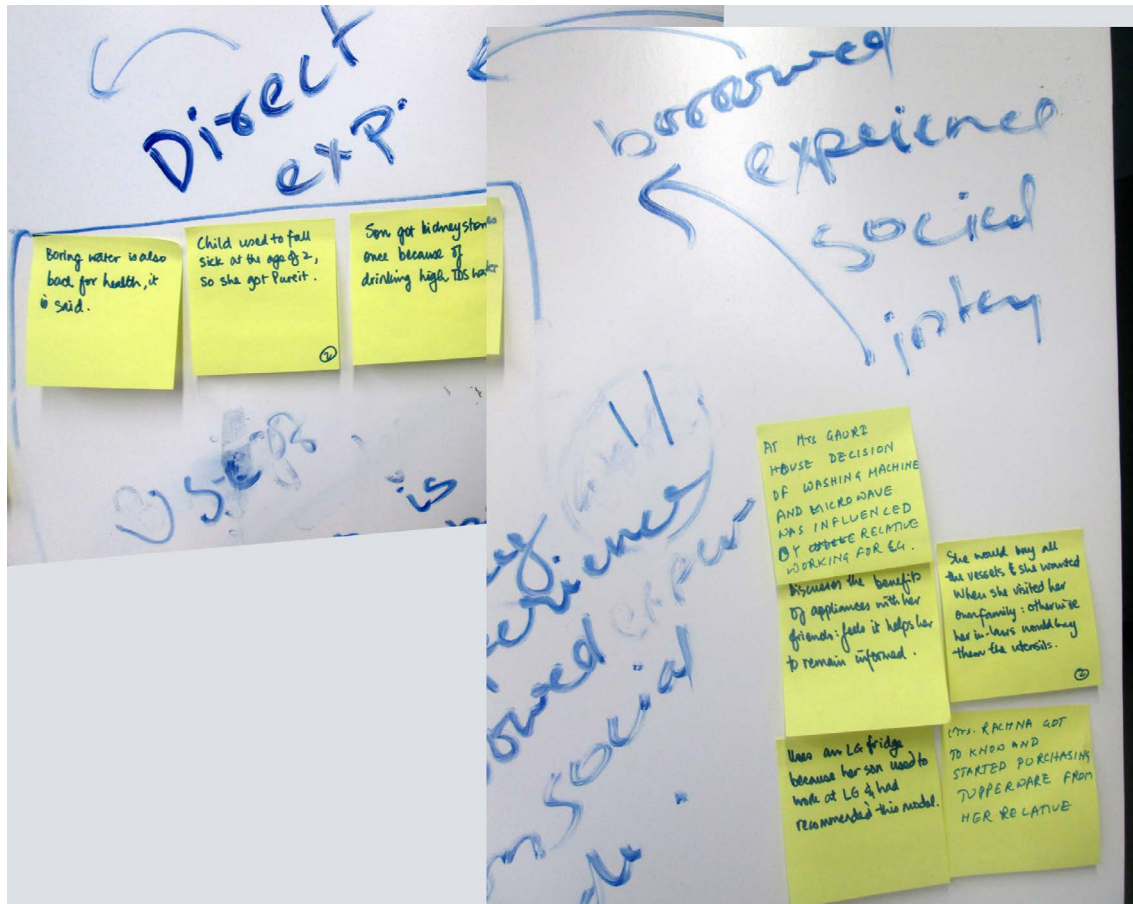 Direct
exp.
Boring water is also
bad for health, it
is said.
Child used to fall
sick at the age of 2,
so she got Pureit.
2
Son got kidney stones
once because of
drinking high TDS water
is
borrowed
experience
social
AT Mrs GAURI
HOUSE DECISION
OF WASHING MACHINE
AND MICROWAVE
WAS INFLUENCED
BY RELATIVE
WORKING FOR LG.
Discusses the benefits
of appliances with her
friends: feels it helps her
to remain informed.
She would buy all
the vessels & she wanted
When she visited her
own family: otherwise
her in-laws would buy
them the utensils.
2
Uses an LG fridge
because her son used to
work at LG & had
recommended this model.
Mrs. RACHNA GOT
TO KNOW AND
STARTED PURCHASING
TUPPERWARE FROM
HER RELATIVE
social